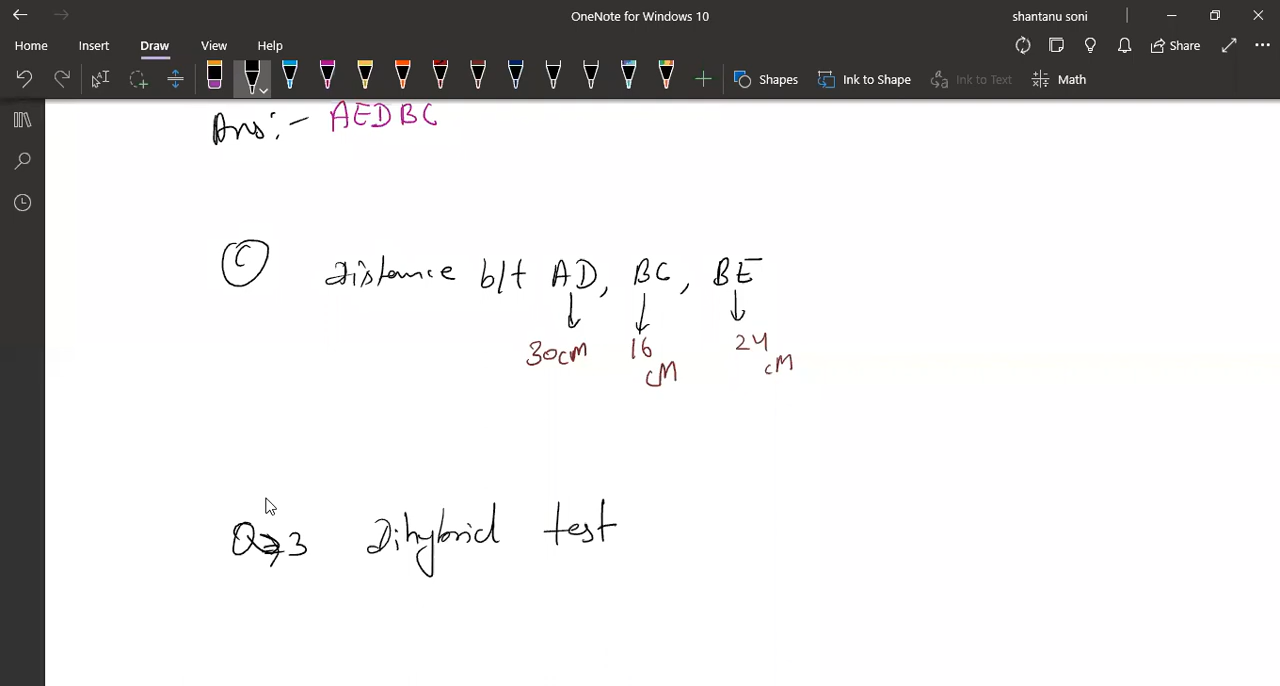 OneNote for Windows 10
shantanu soni
Home Insert Draw View Help
Share
Shapes Ink to Shape Ink to Text Math
Ans:- AEDBC
C Distance b/t AD, BC, BE
30cM 16 cM 24 cM
Q→3 Dihybrid test